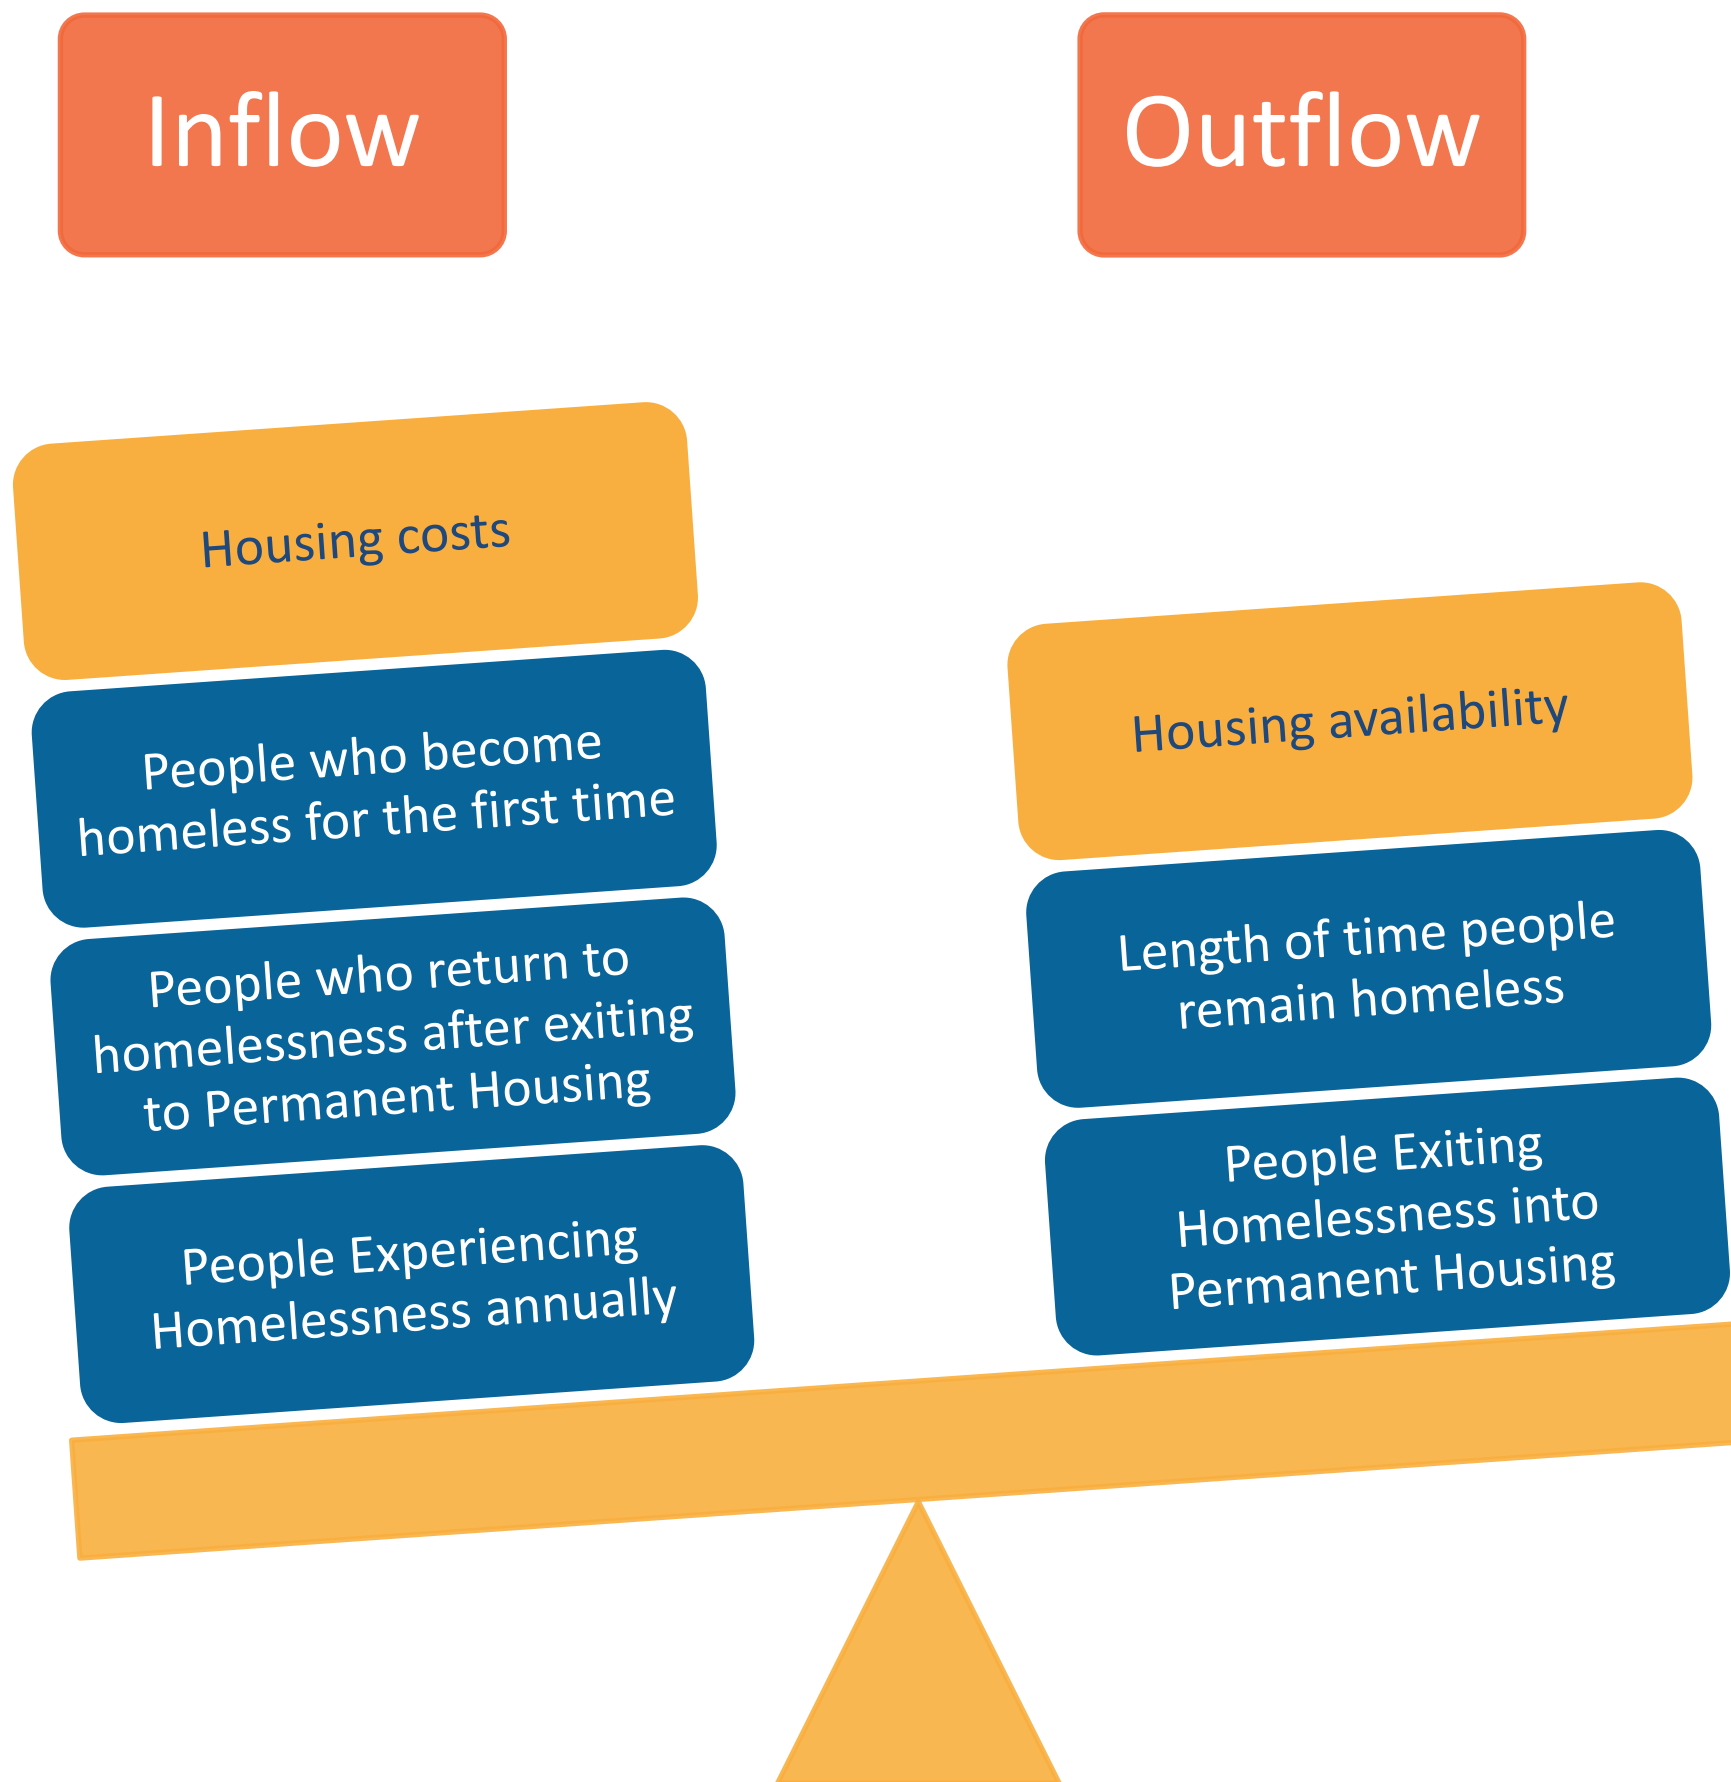 Inflow
Outflow
Housing costs
People who become
homeless for the first time
People who return to
homelessness after exiting
to Permanent Housing
People Experiencing
Homelessness annually
Housing availability
Length of time people
remain homeless
People Exiting
Homelessness into
Permanent Housing